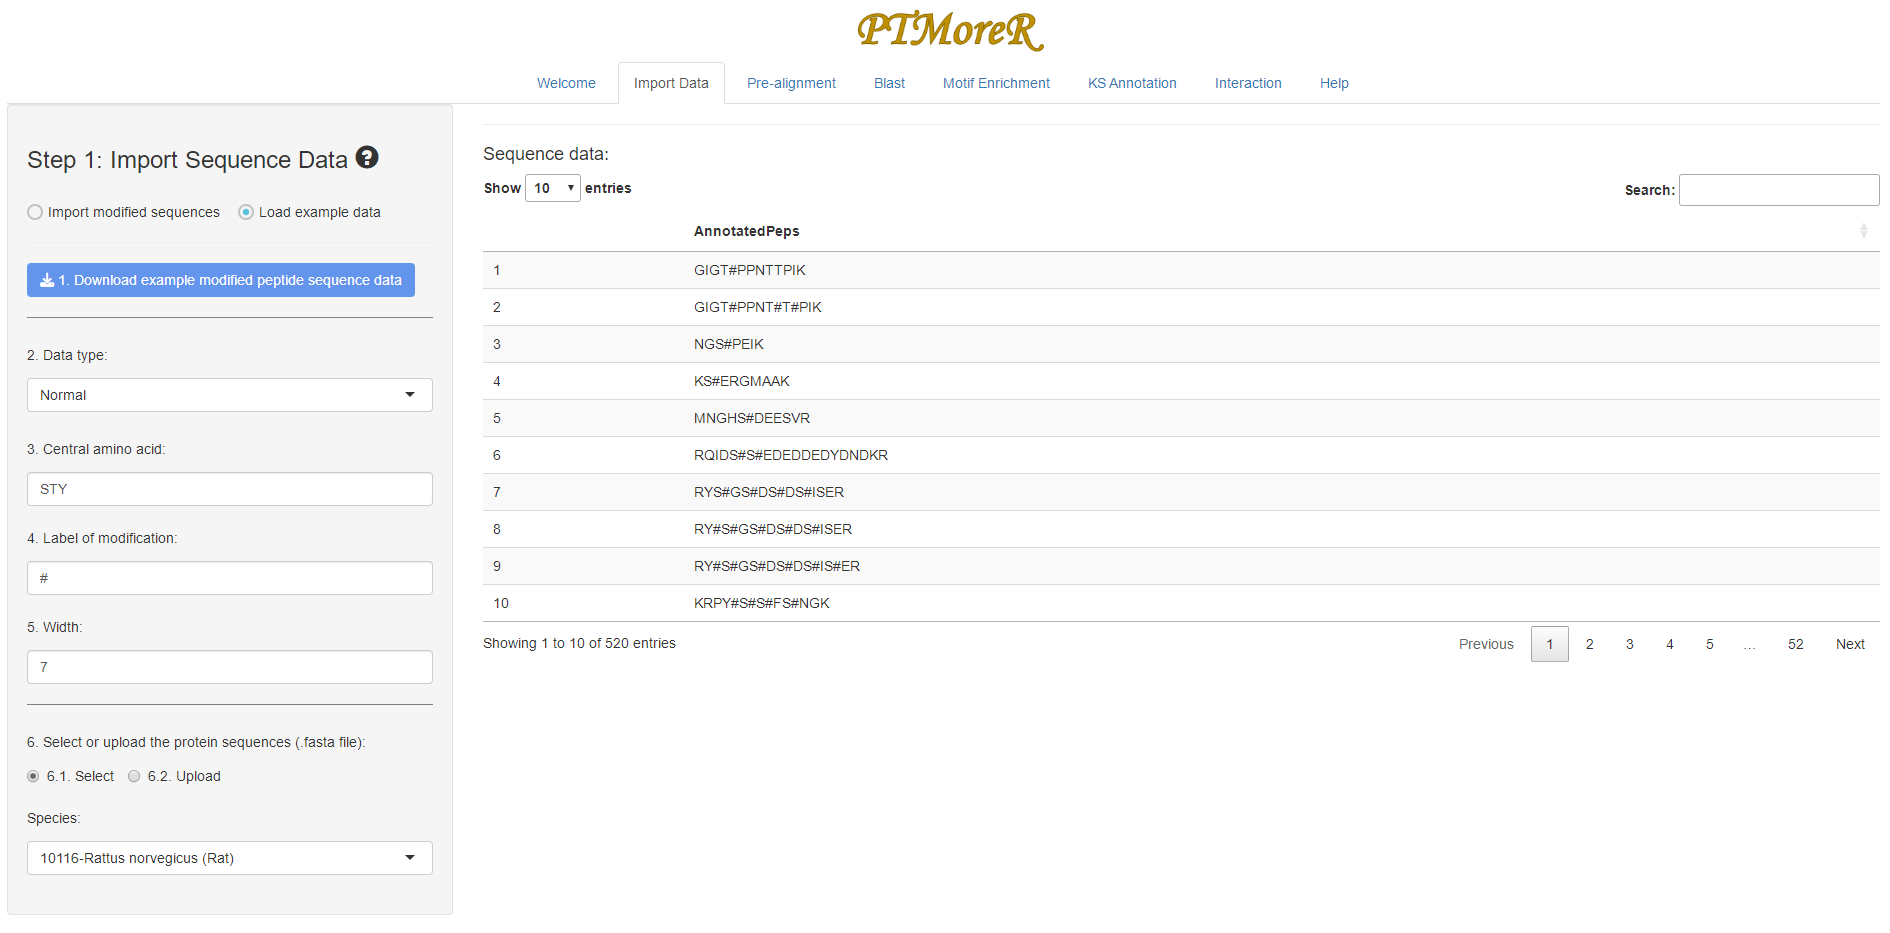 PTMoreR
Welcome Import Data Pre-alignment Blast Motif Enrichment KS Annotation Interaction Help
Step 1: Import Sequence Data ?
Import modified sequences Load example data
1. Download example modified peptide sequence data
2. Data type:
Normal
3. Central amino acid:
STY
4. Label of modification:
#
5. Width:
7
6. Select or upload the protein sequences (.fasta file):
6.1. Select 6.2. Upload
Species:
10116-Rattus norvegicus (Rat)
Sequence data:
Show 10 entries Search:
AnnotatedPeps
1 GIGT#PPNTTPIK
2 GIGT#PPNT#T#PIK
3 NGS#PEIK
4 KS#ERGMAAK
5 MNGHS#DEESVR
6 RQIDS#S#EDEDDEDYDNDKR
7 RYS#GS#DS#DS#ISER
8 RY#S#GS#DS#DS#ISER
9 RY#S#GS#DS#DS#IS#ER
10 KRPY#S#S#FS#NGK
Showing 1 to 10 of 520 entries Previous 1 2 3 4 5 … 52 Next